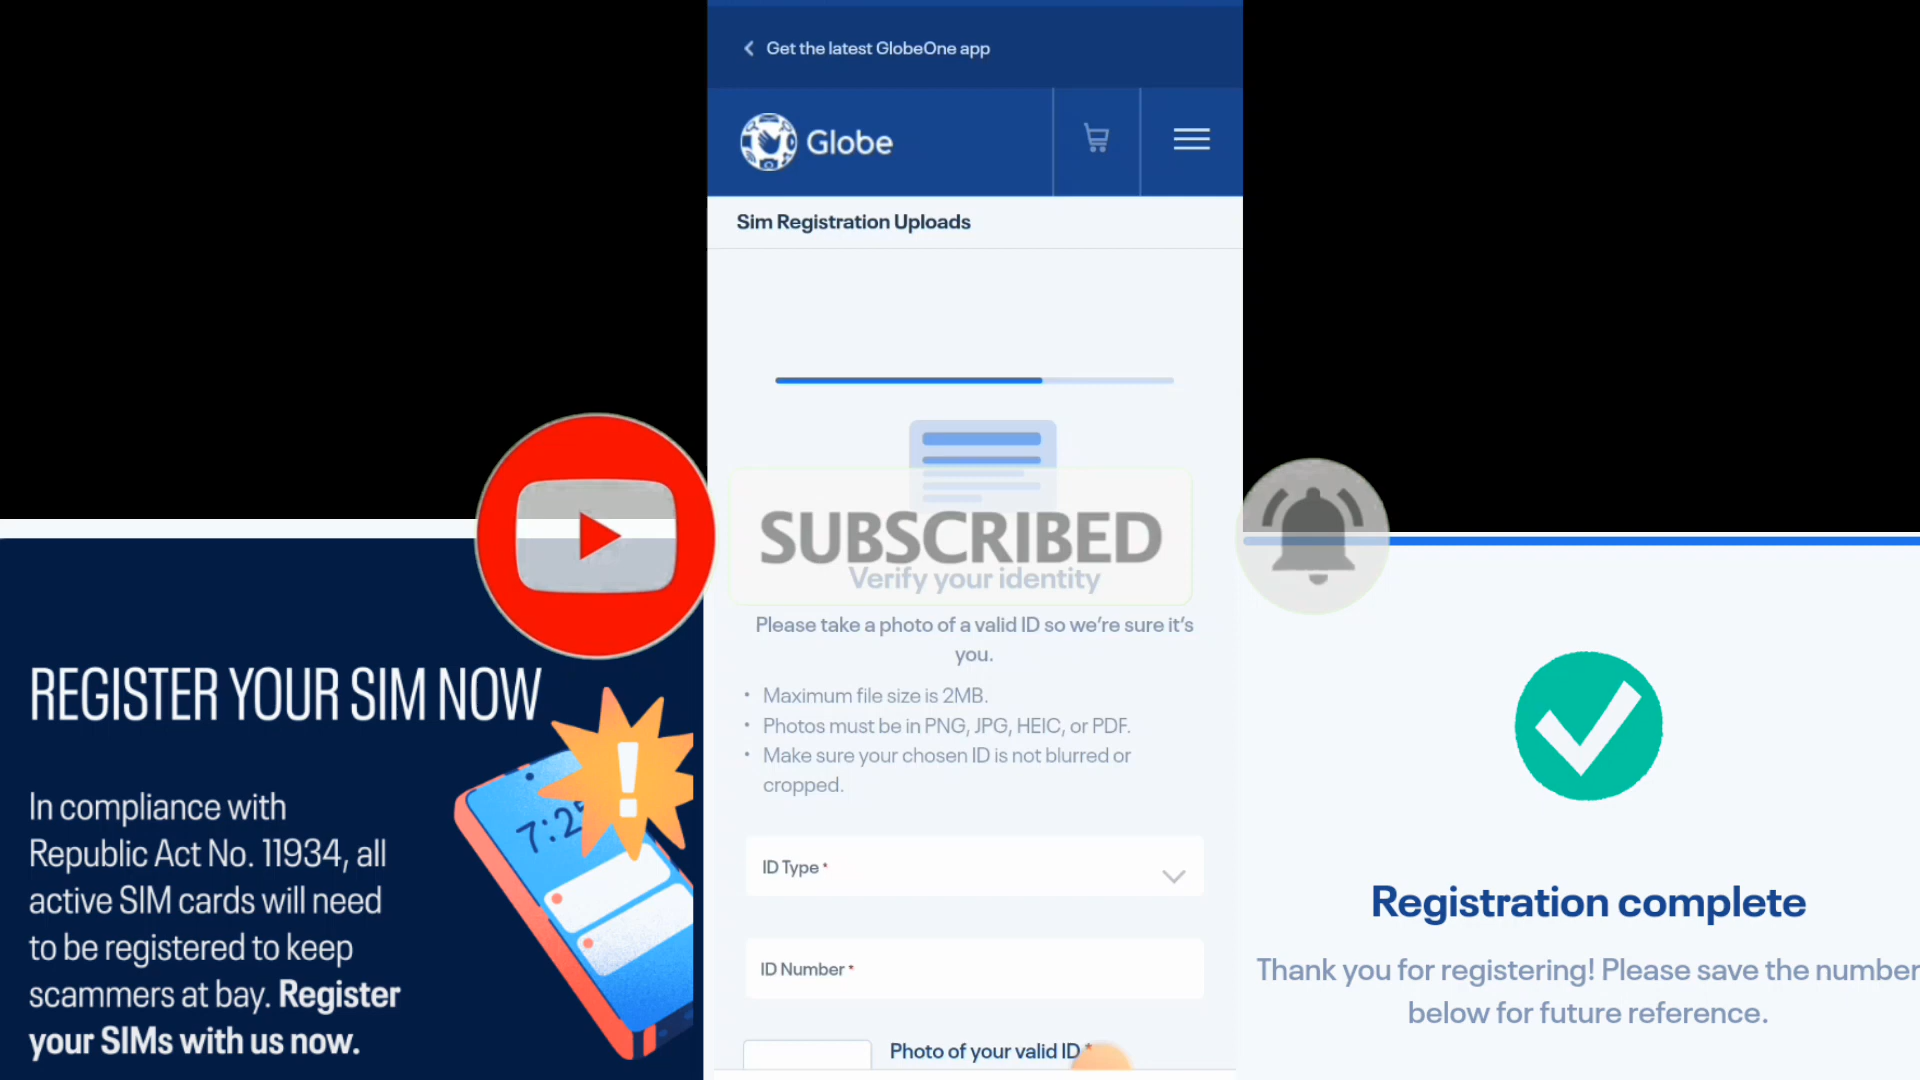 Get the latest GlobeOne app
Globe
Sim Registration Uploads
SUBSCRIBED
Verify your identity
Please take a photo of a valid ID so we're sure it's
you.
• Maximum file size is 2MB.
• Photos must be in PNG, JPG, HEIC, or PDF.
• Make sure your chosen ID is not blurred or
cropped.
ID Type *
ID Number *
Photo of your valid ID *
REGISTER YOUR SIM NOW
In compliance with
Republic Act No. 11934, all
active SIM cards will need
to be registered to keep
scammers at bay. Register
your SIMs with us now.
!
Registration complete
Thank you for registering! Please save the number
below for future reference.